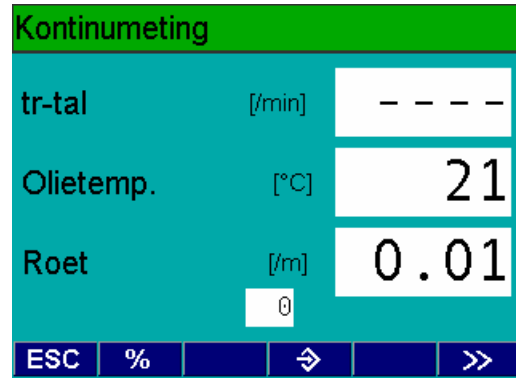 Kontinumeting
tr-tal [/min] ----
Olietemp. [°C] 21
Roet [/m] 0.01
0
ESC % >>